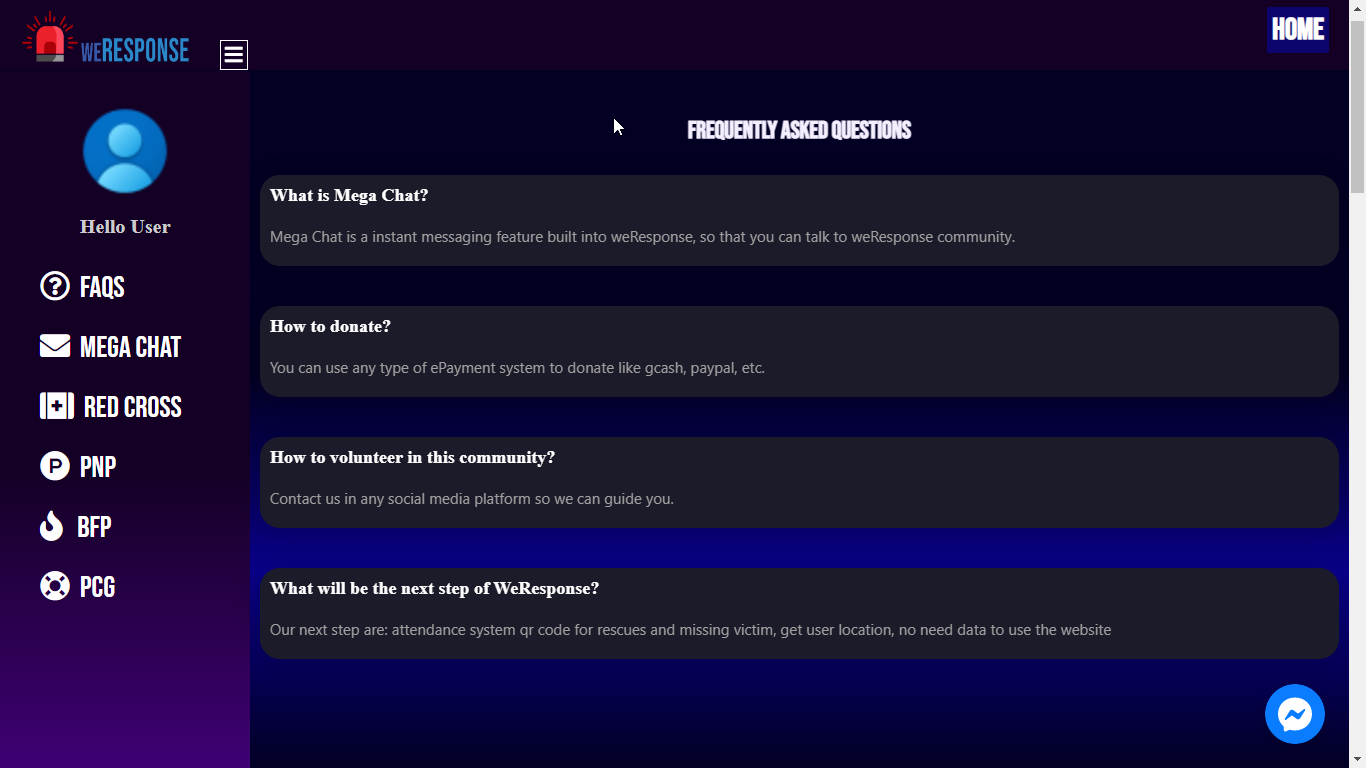 weRESPONSE
HOME
Hello User
FAQS
MEGA CHAT
RED CROSS
P PNP
BFP
PCG
FREQUENTLY ASKED QUESTIONS
What is Mega Chat?
Mega Chat is a instant messaging feature built into weResponse, so that you can talk to weResponse community.
How to donate?
You can use any type of ePayment system to donate like gcash, paypal, etc.
How to volunteer in this community?
Contact us in any social media platform so we can guide you.
What will be the next step of WeResponse?
Our next step are: attendance system qr code for rescues and missing victim, get user location, no need data to use the website